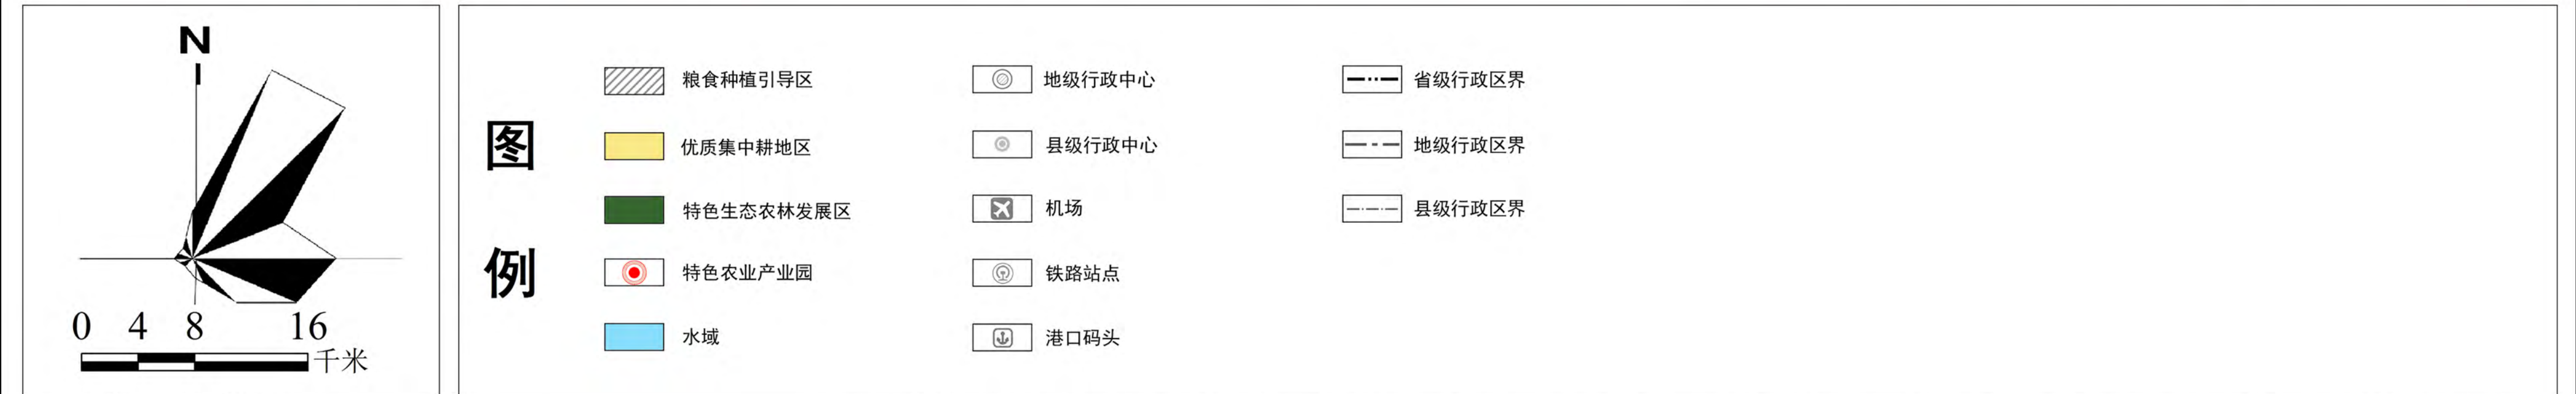 N
0 4 8 16
千米
图例
粮食种植引导区
优质集中耕地区
特色生态农林发展区
特色农业产业园
水域
地级行政中心
县级行政中心
机场
铁路站点
港口码头
省级行政区界
地级行政区界
县级行政区界